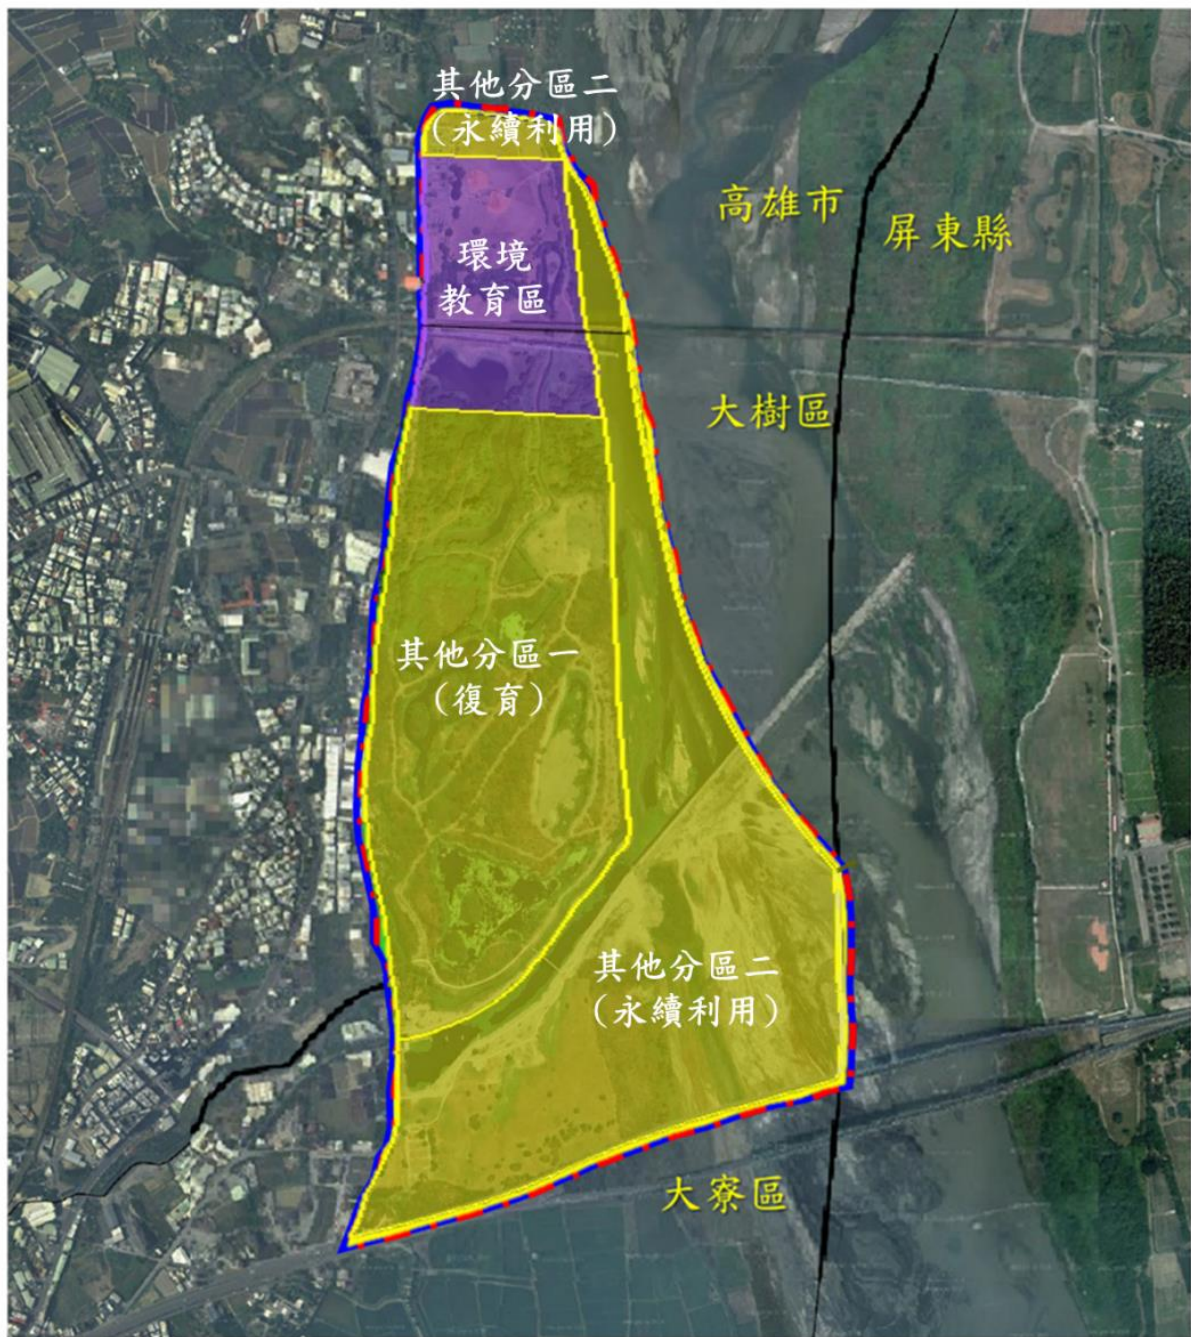 其他分區二
（永續利用）
高雄市
屏東縣
環境
教育區
大樹區
其他分區一
（復育）
其他分區二
（永續利用）
大寮區